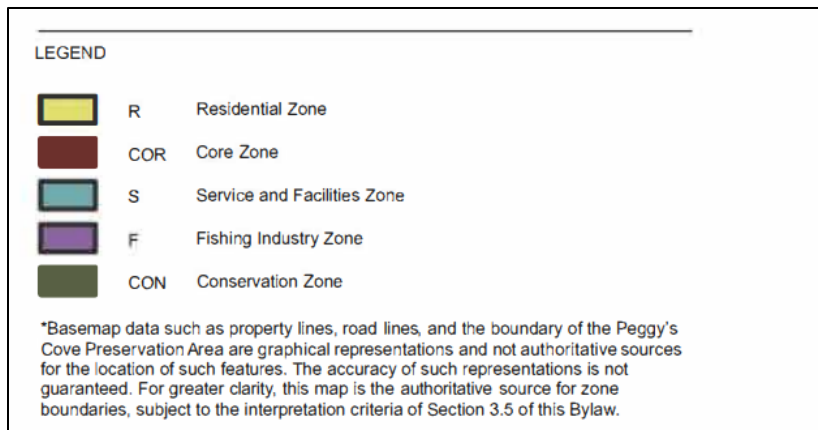 LEGEND
R Residential Zone
COR Core Zone
S Service and Facilities Zone
F Fishing Industry Zone
CON Conservation Zone
*Basemap data such as property lines, road lines, and the boundary of the Peggy's
Cove Preservation Area are graphical representations and not authoritative sources
for the location of such features. The accuracy of such representations is not
guaranteed. For greater clarity, this map is the authoritative source for zone
boundaries, subject to the interpretation criteria of Section 3.5 of this Bylaw.